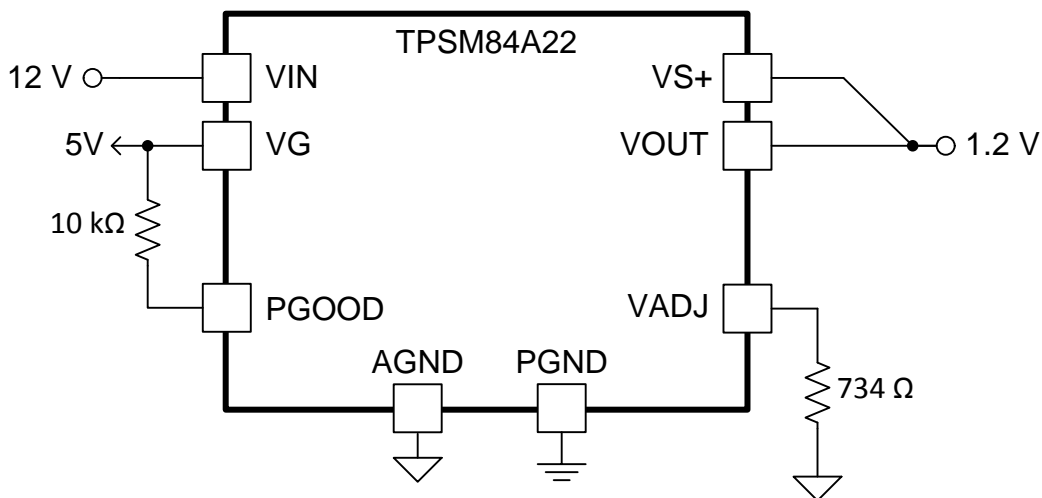 TPSM84A22
12 V
VIN
VS+
5V
VG
VOUT
1.2 V
10 kΩ
PGOOD
VADJ
AGND
PGND
734 Ω